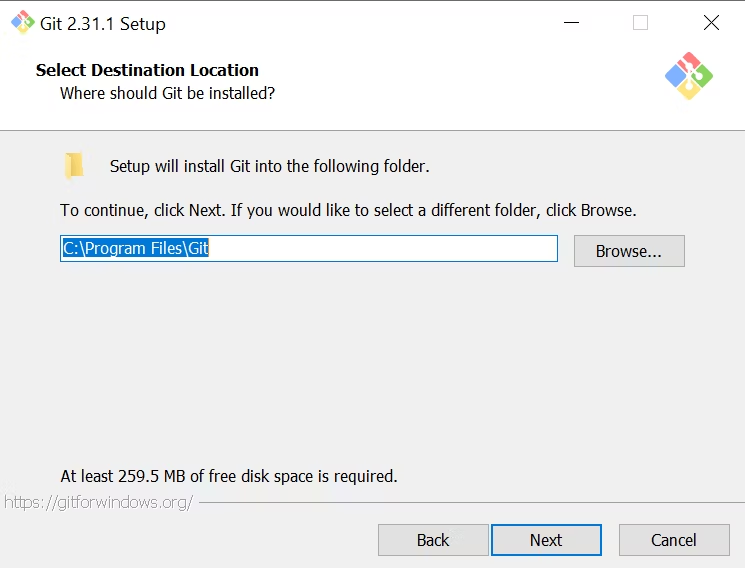 Git 2.31.1 Setup
Select Destination Location
Where should Git be installed?
Setup will install Git into the following folder.
To continue, click Next. If you would like to select a different folder, click Browse.
C:\Program Files\Git
Browse...
At least 259.5 MB of free disk space is required.
https://gitforwindows.org/
Back
Next
Cancel